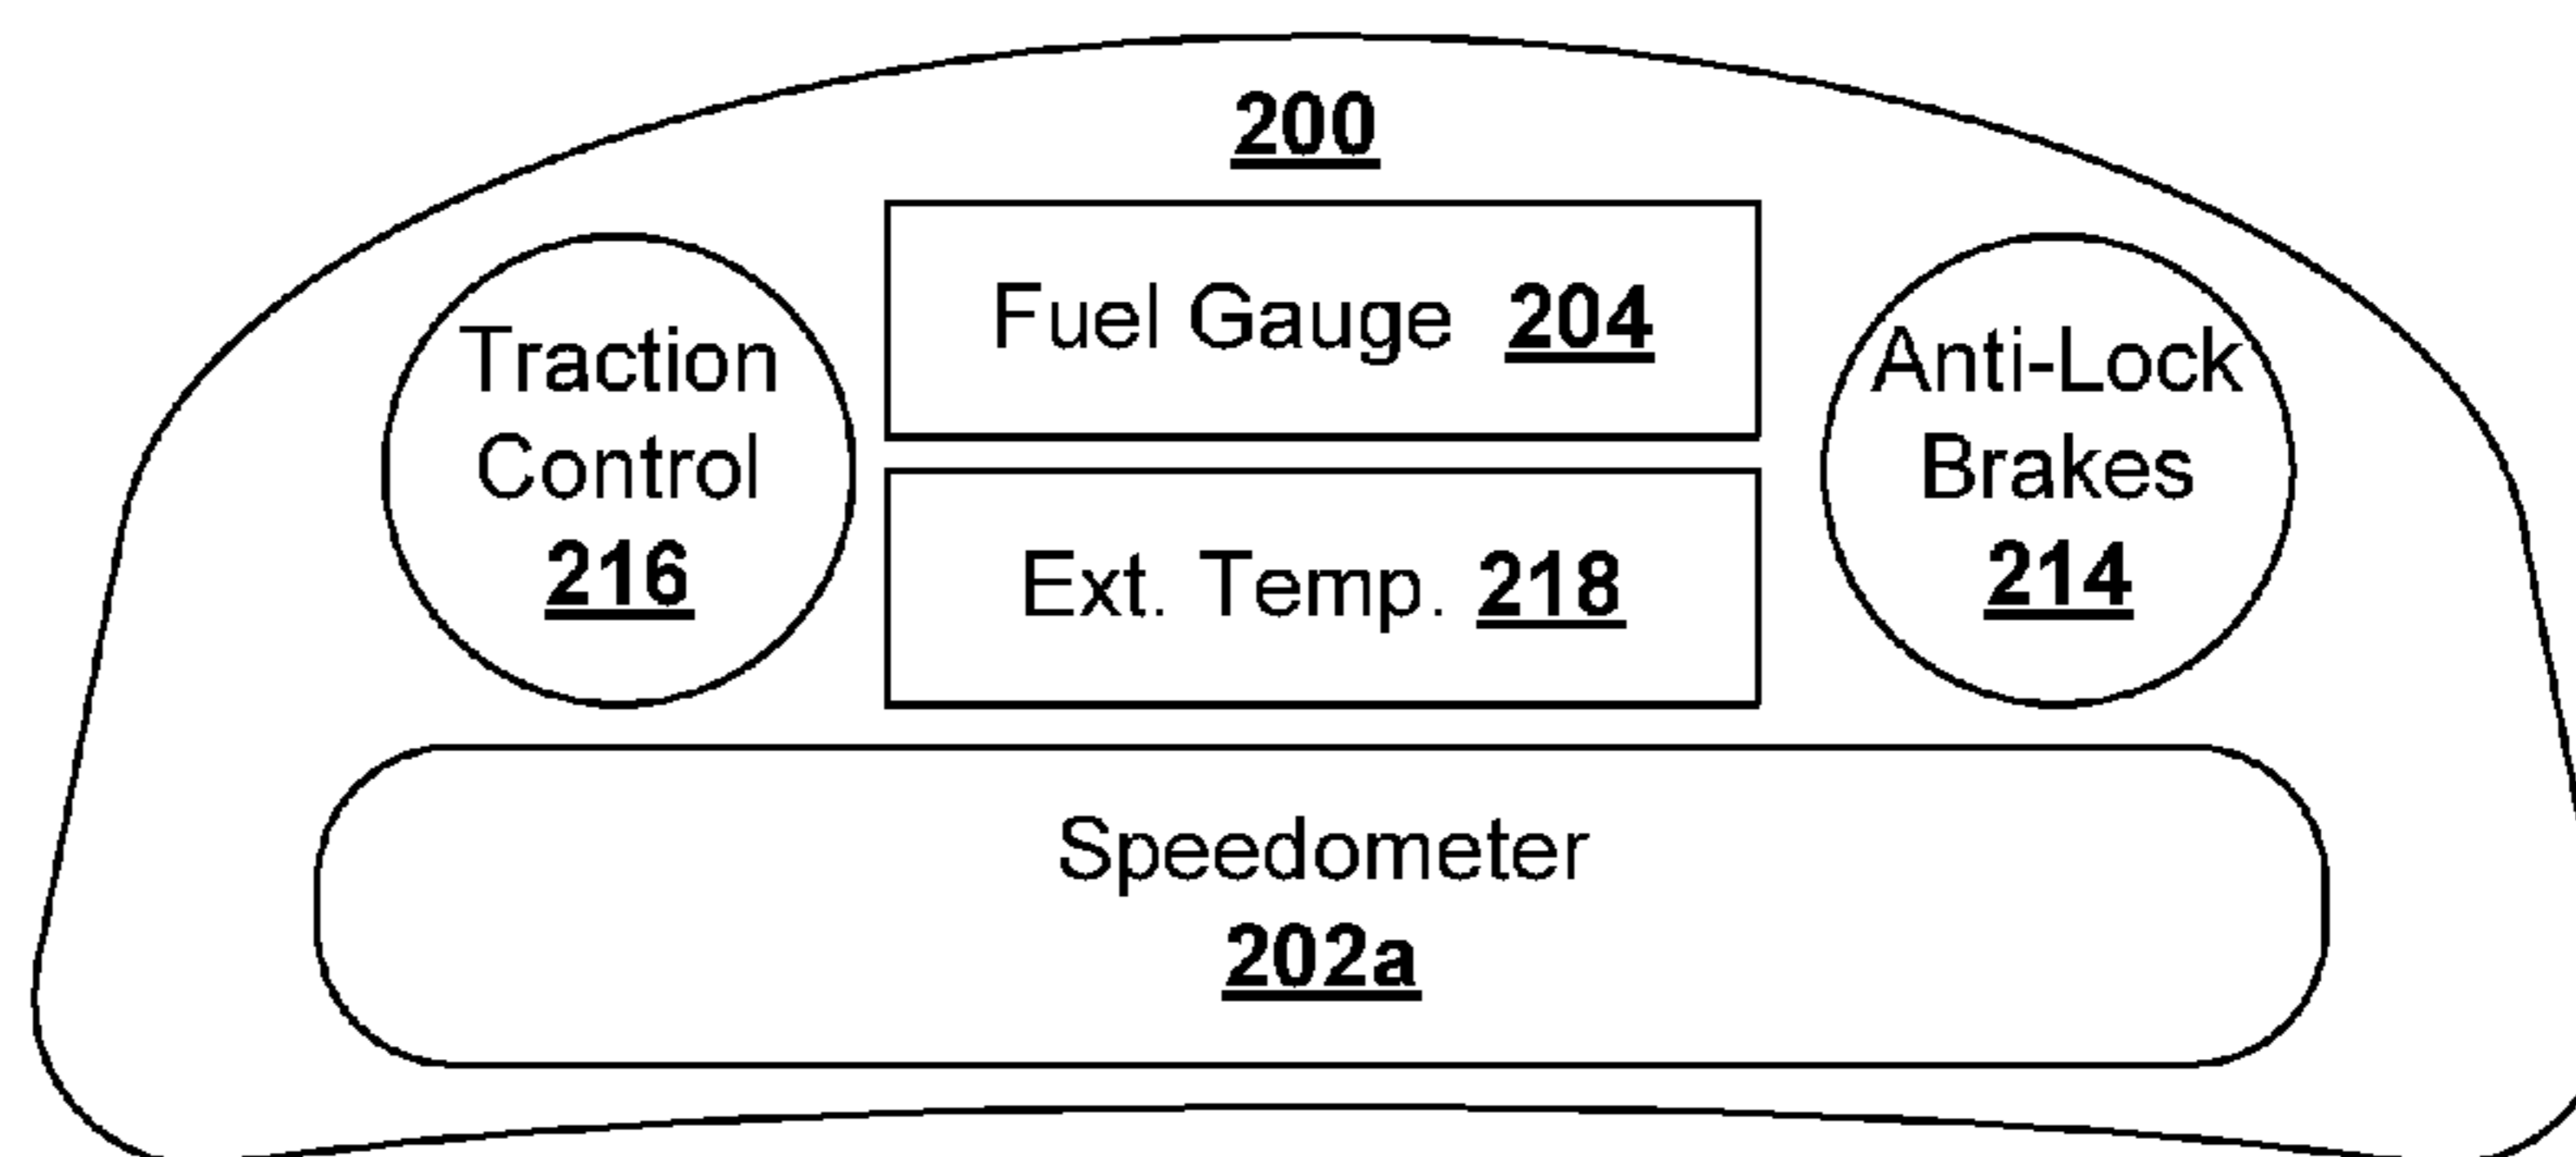 200
Fuel Gauge 204
Traction
Control
216
Anti-Lock
Brakes
214
Ext. Temp. 218
Speedometer
202a